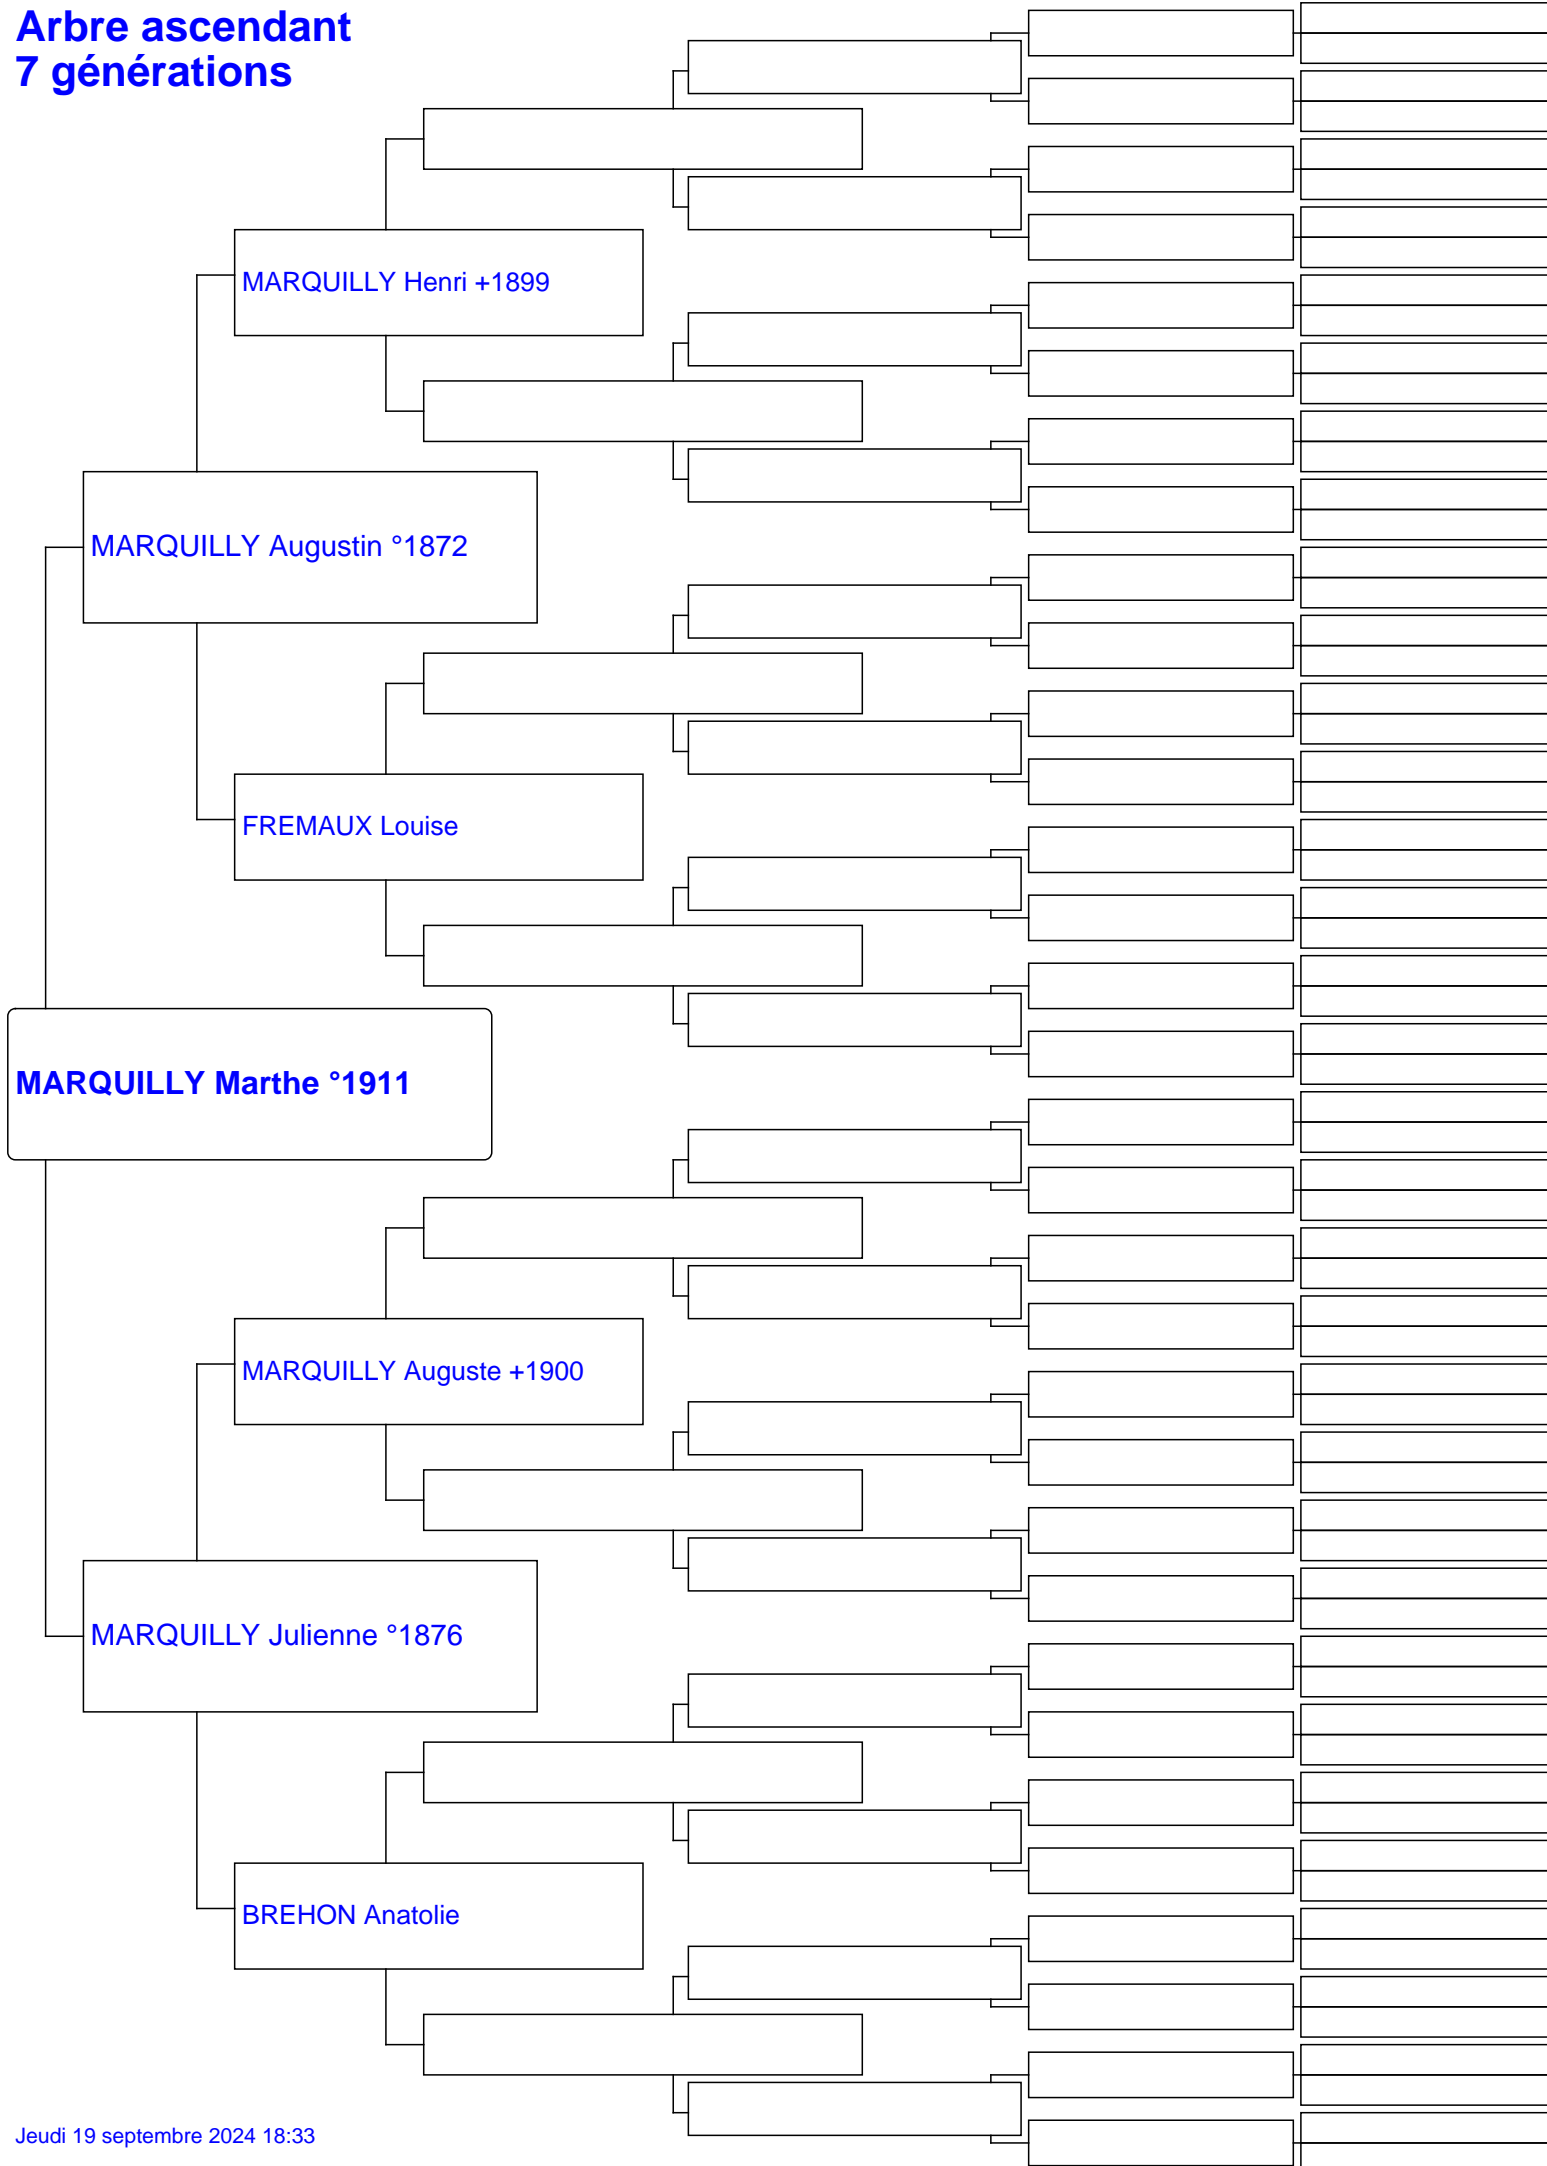 Arbre ascendant
7 générations
MARQUILLY Henri +1899
MARQUILLY Augustin °1872
FREMAUX Louise
MARQUILLY Marthe °1911
MARQUILLY Auguste +1900
MARQUILLY Julienne °1876
BREHON Anatolie
Jeudi 19 septembre 2024 18:33